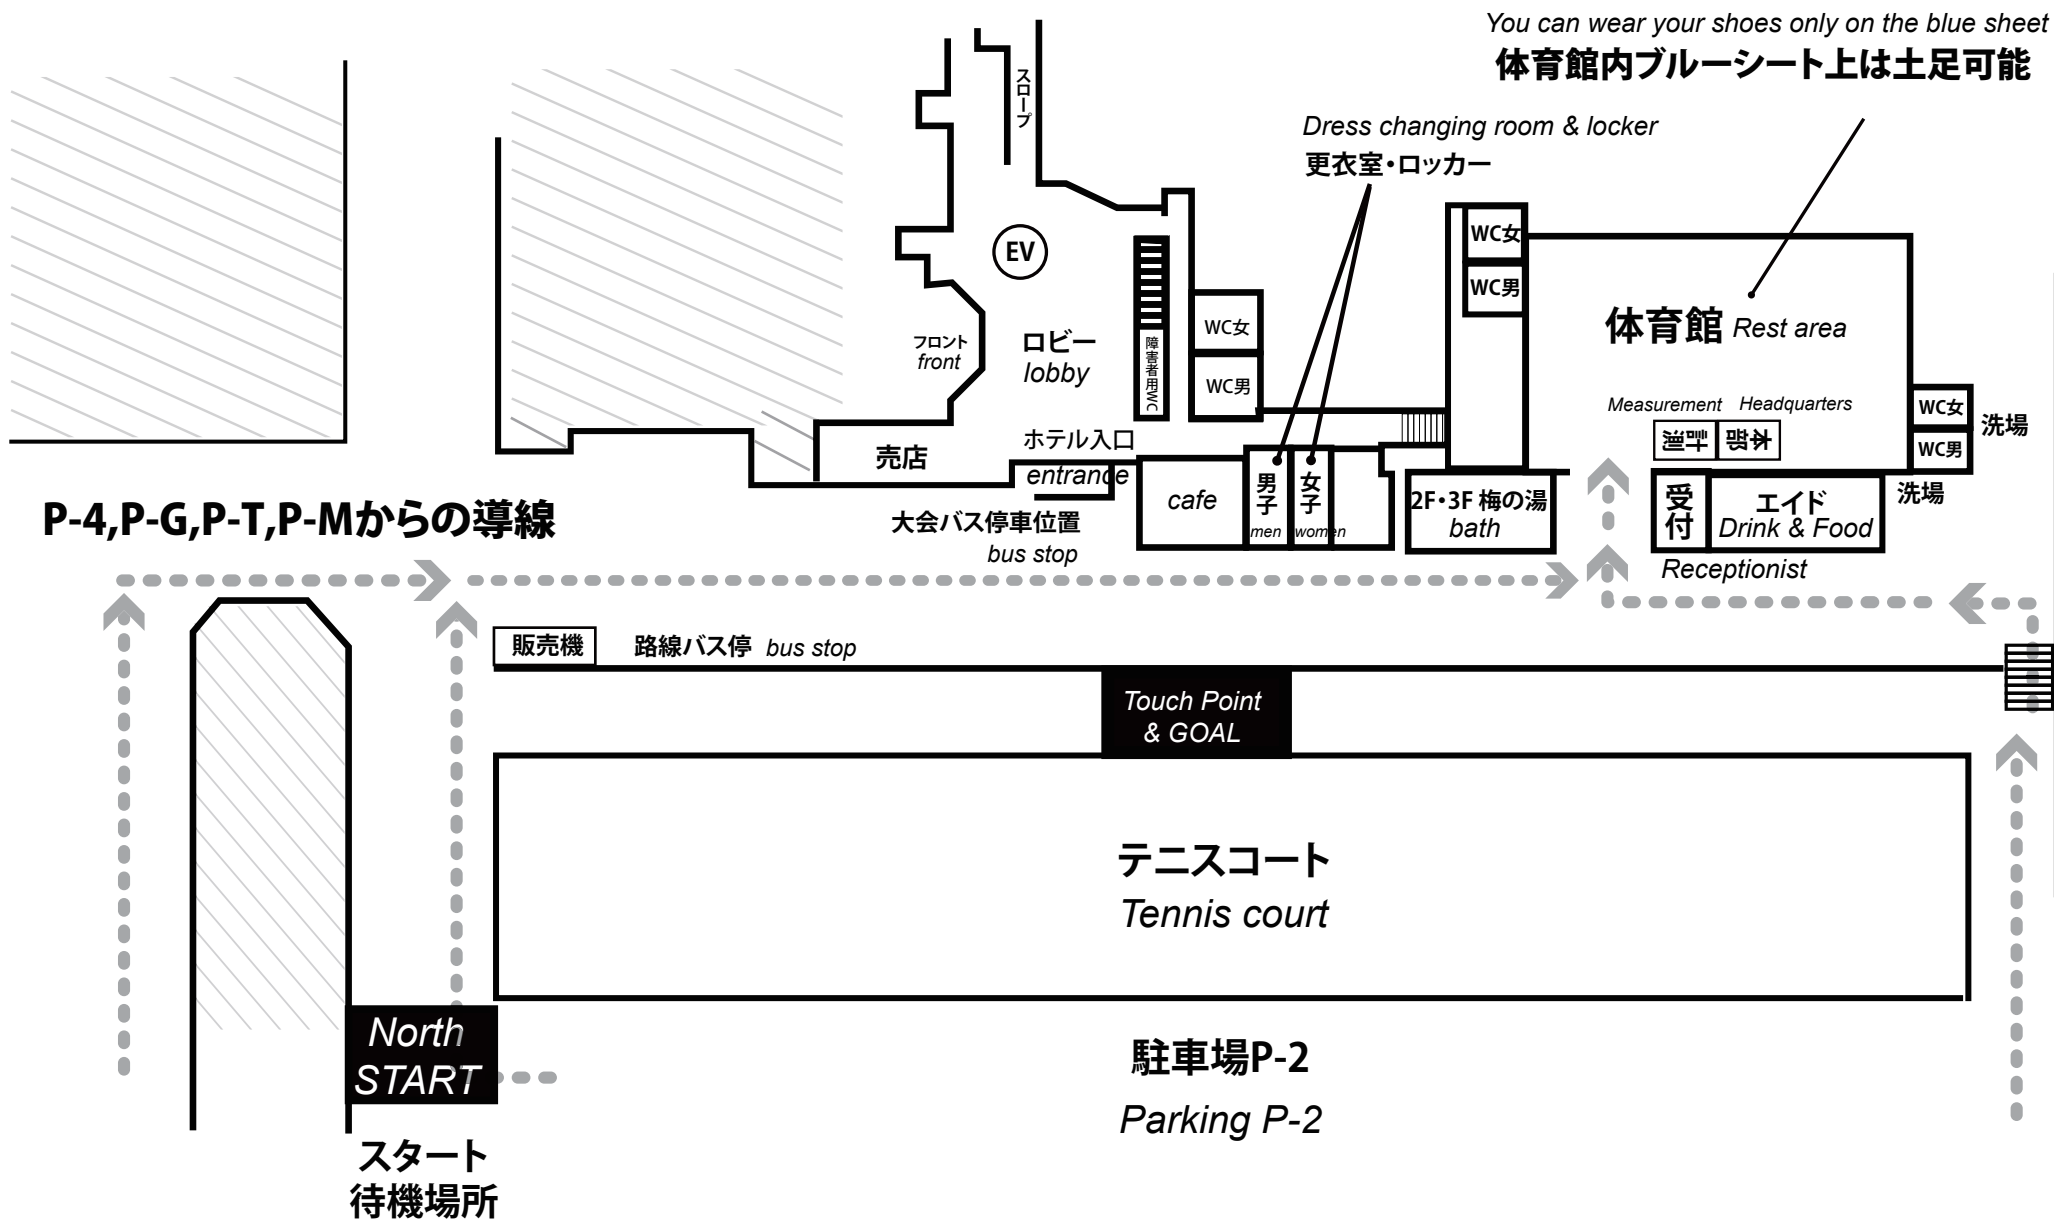 You can wear your shoes only on the blue sheet
体育館内ブルーシート上は土足可能
スロープ
Dress changing room & locker
更衣室・ロッカー
EV
WC女
WC男
フロント
front
ロビー
lobby
障害者用WC
WC女
WC男
体育館 Rest area
Measurement Headquarters
計測 本部
WC女
WC男
洗場
洗場
売店
ホテル入口
entrance
cafe
男子
men
女子
women
2F・3F 梅の湯
bath
受付
エイド
Drink & Food
Receptionist
大会バス停車位置
bus stop
P-4,P-G,P-T,P-Mからの導線
販売機
路線バス停 bus stop
Touch Point
& GOAL
テニスコート
Tennis court
North
START
スタート
待機場所
駐車場P-2
Parking P-2